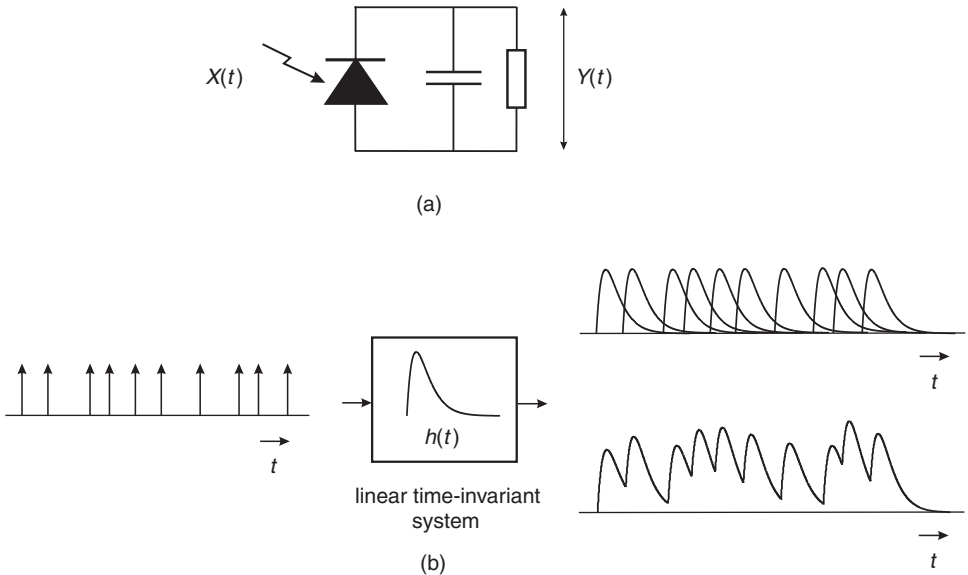 X(t)
Y(t)
(a)
t
h(t)
linear time-invariant
system
(b)
t
t